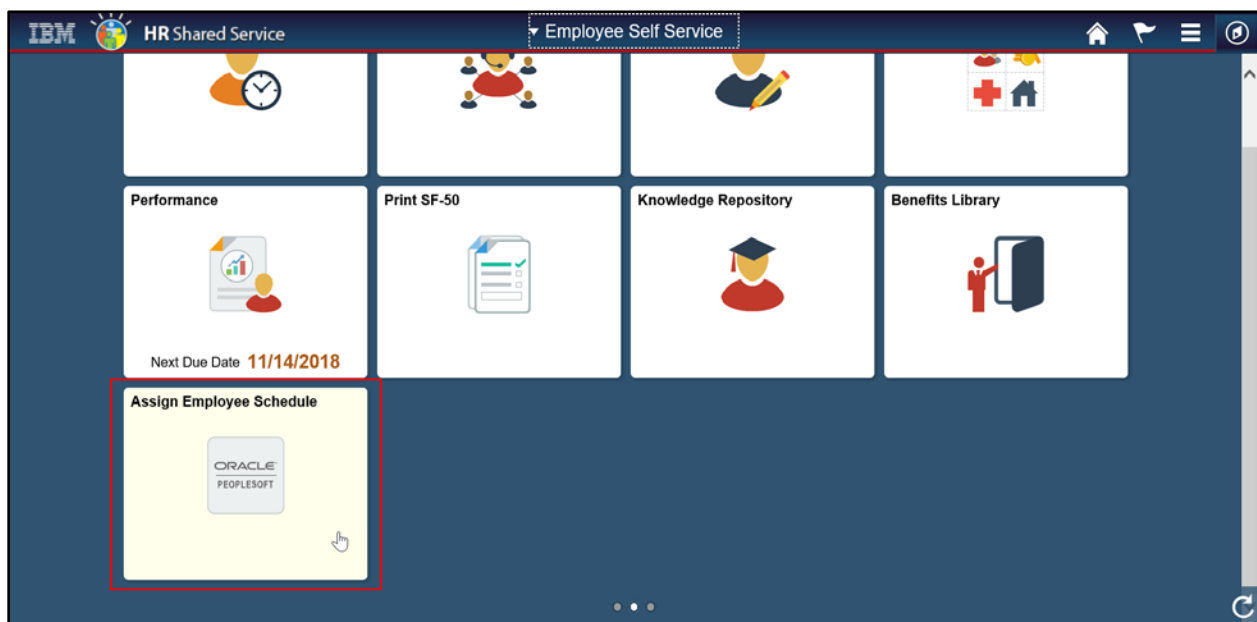 IBM HR Shared Service
Employee Self Service
Performance
Print SF-50
Knowledge Repository
Benefits Library
Next Due Date 11/14/2018
Assign Employee Schedule
ORACLE
PEOPLESOFT